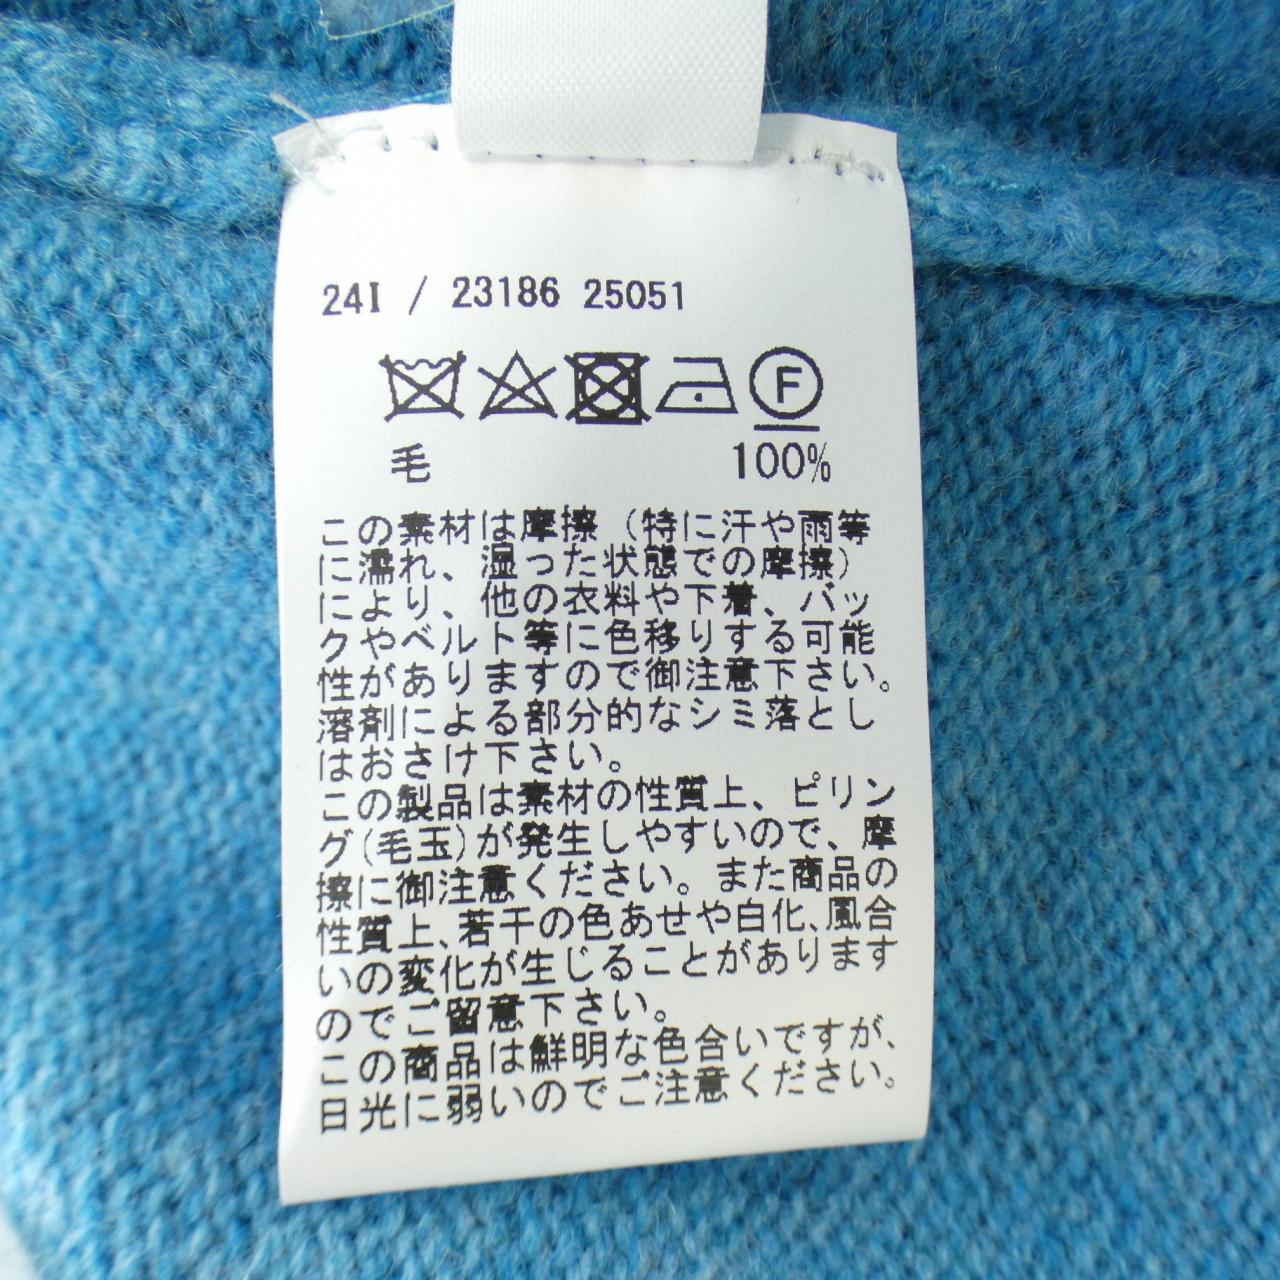 24I / 23186 25051
F
毛 100%
この素材は摩擦（特に汗や雨等
に濡れ、湿った状態での摩擦）
により、他の衣料や下着、バッ
クやベルト等に色移りする可能
性がありますので御注意下さい。
溶剤による部分的なシミ落とし
はおさけ下さい。
この製品は素材の性質上、ピリン
グ(毛玉)が発生しやすいので、摩
擦に御注意ください。また商品の
性質上、若干の色あせや白化、風合
いの変化が生じることがあります
のでご留意下さい。
この商品は鮮明な色合いですが、
日光に弱いのでご注意ください。